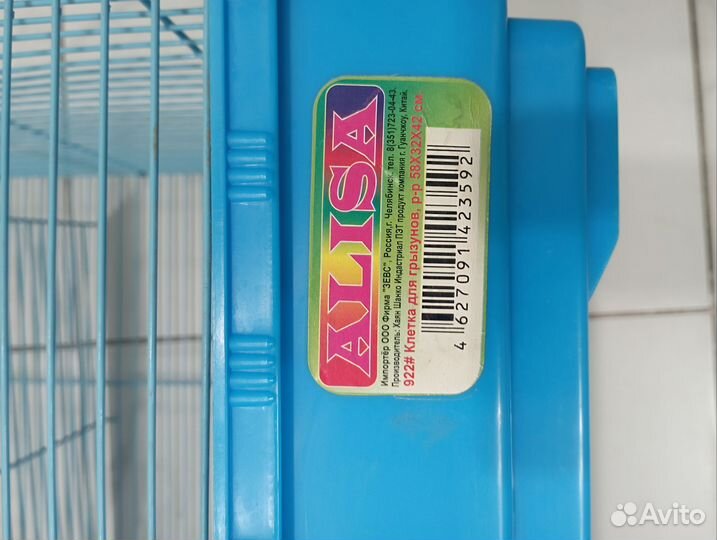 ALISA
Импортёр ООО Фирма "ЗЕВС", Россия,г. Челябинск, тел. 8(351)723-04-43.
Производитель: Хаян Шанхо Индастриал ПЭТ продукт компания г. Гуанчжоу, Китай.
922# Клетка для грызунов, р-р 58Х32Х42 см.
4 627091 423592
Avito